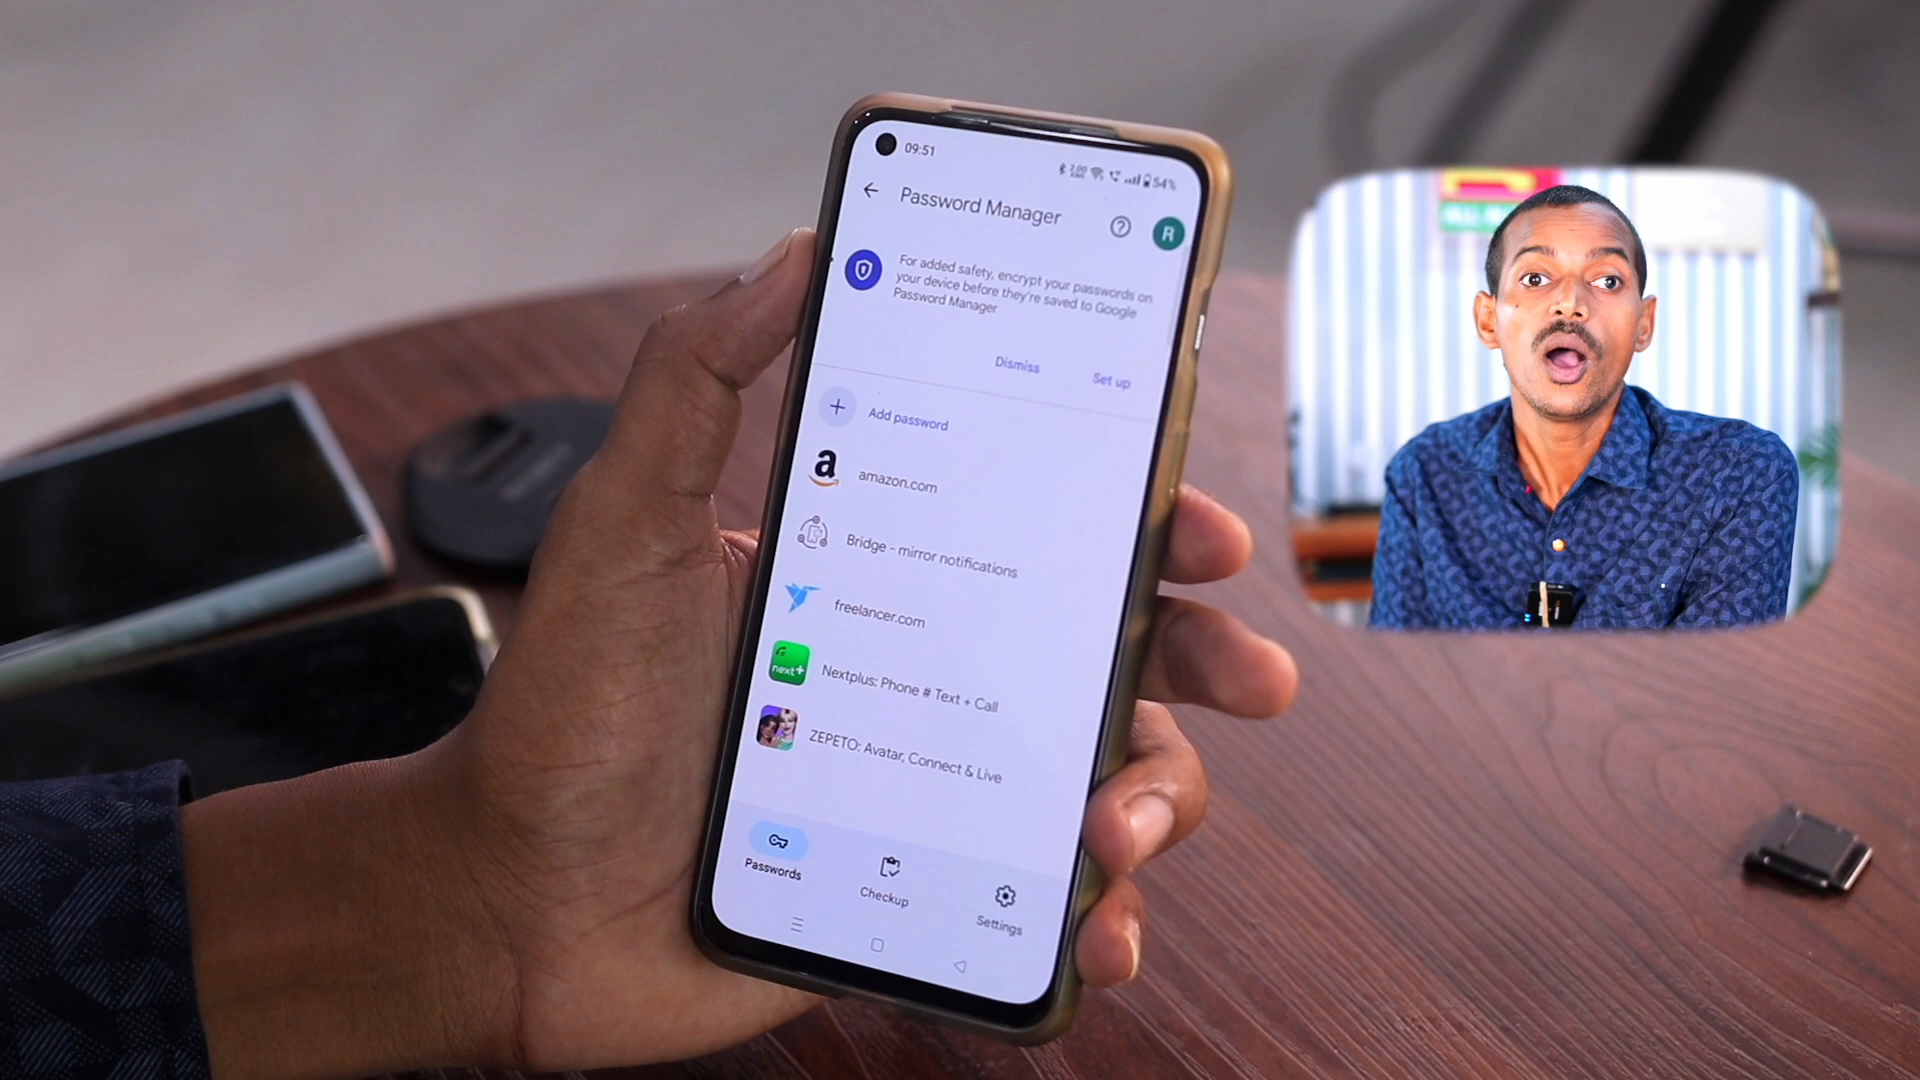 09:51
54%
Password Manager
R
For added safety, encrypt your passwords on
your device before they're saved to Google
Password Manager
Dismiss
Set up
Add password
amazon.com
Bridge - mirror notifications
freelancer.com
next+
Nextplus: Phone # Text + Call
ZEPETO: Avatar, Connect & Live
Passwords
Checkup
Settings